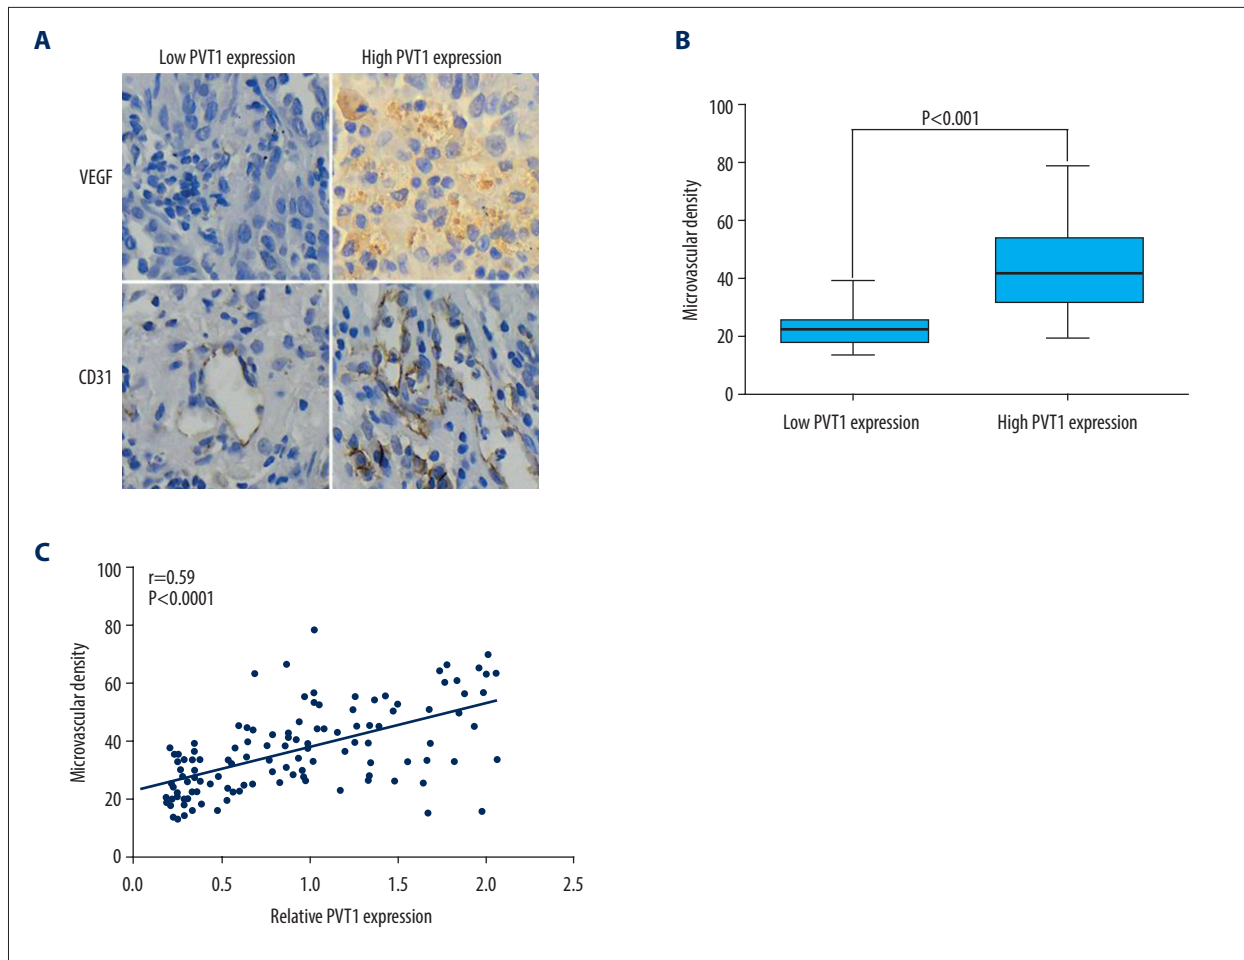 A
Low PVT1 expression
High PVT1 expression
VEGF
CD31
B
100
80
60
40
20
0
Microvascular density
P<0.001
Low PVT1 expression
High PVT1 expression
C
100
80
60
40
20
0
Microvascular density
r=0.59
P<0.0001
0.0
0.5
1.0
1.5
2.0
2.5
Relative PVT1 expression